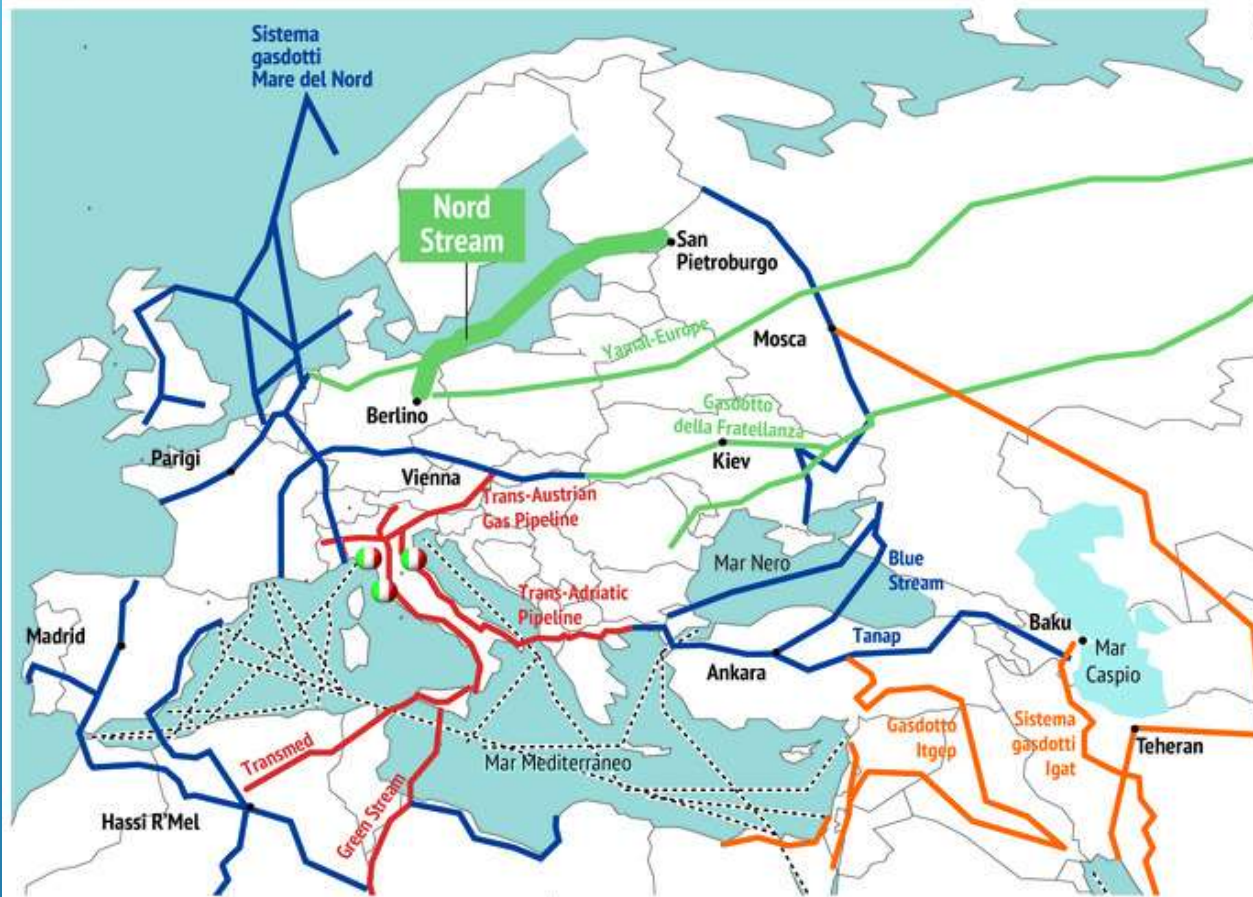 Sistema
gasdotti
Mare del Nord
Nord
Stream
San
Pietroburgo
Yamal-Europe
Mosca
Berlino
Gasdotto
della Fratellanza
Parigi
Kiev
Vienna
Trans-Austrian
Gas Pipeline
Mar Nero
Blue
Stream
Trans-Adriatic
Pipeline
Madrid
Baku
Tanap
Mar
Caspio
Ankara
Gasdotto
Itgep
Sistema
gasdotti
Igat
Teheran
Transmed
Mar Mediterraneo
Green Stream
Hassi R'Mel